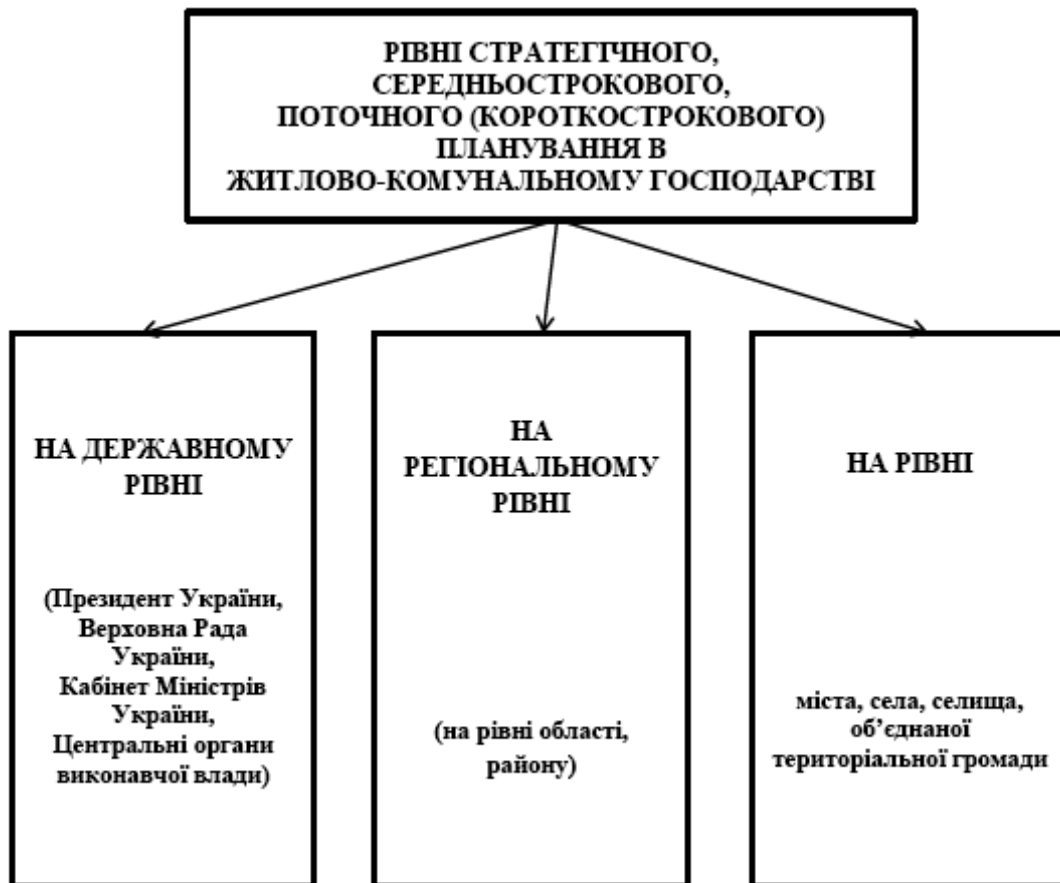 РІВНІ СТРАТЕГІЧНОГО,
СЕРЕДНЬОСТРОКОВОГО,
ПОТОЧНОГО (КОРОТКОСТРОКОВОГО)
ПЛАНУВАННЯ В
ЖИТЛОВО-КОМУНАЛЬНОМУ ГОСПОДАРСТВІ
НА ДЕРЖАВНОМУ
РІВНІ
(Президент України,
Верховна Рада
України,
Кабінет Міністрів
України,
Центральні органи
виконавчої влади)
НА
РЕГІОНАЛЬНОМУ
РІВНІ
(на рівні області,
району)
НА РІВНІ
міста, села, селища,
об’єднаної
територіальної громади